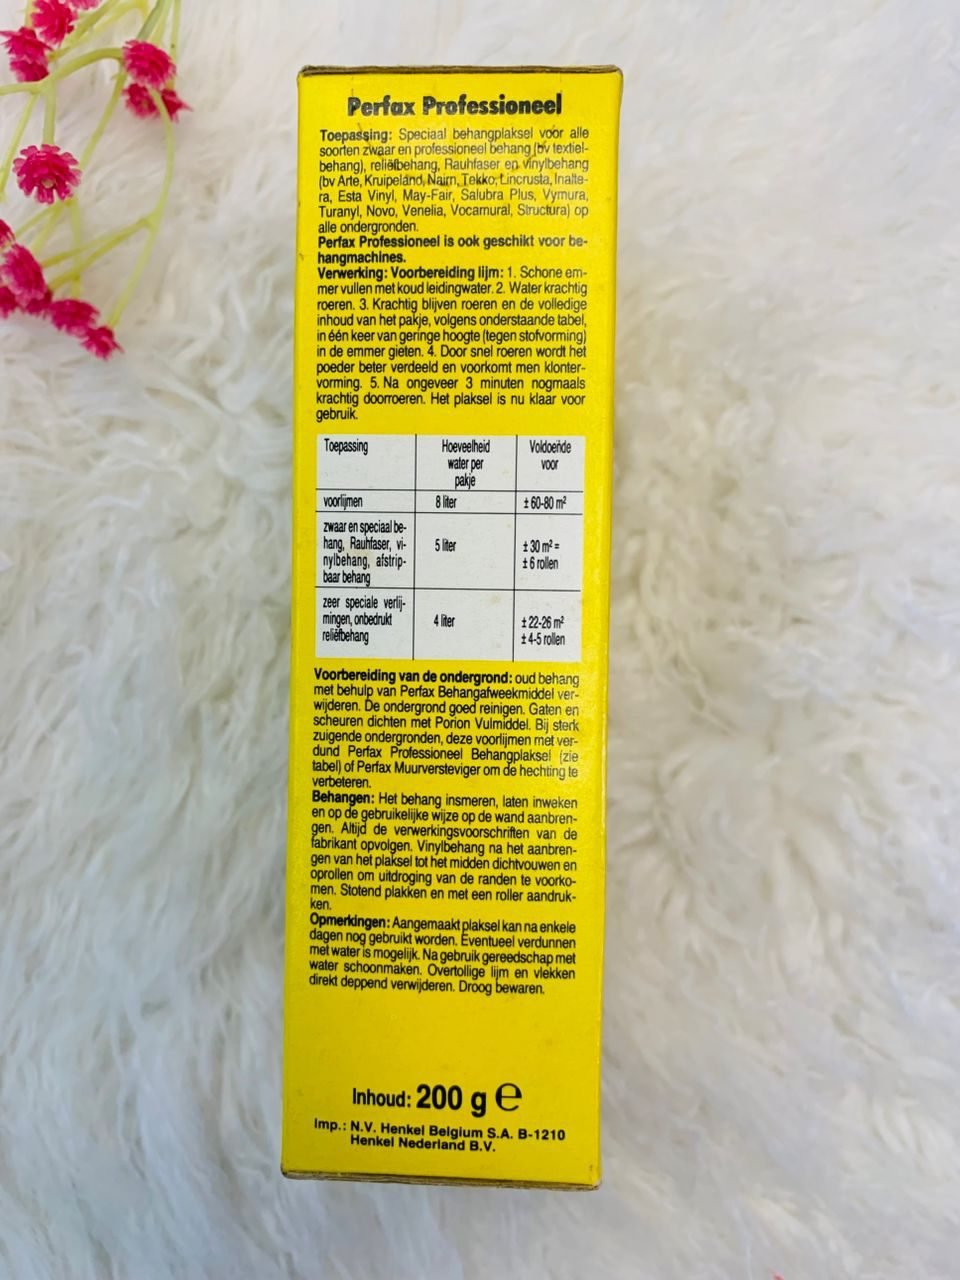 Perfax Professioneel
Toepassing: Speciaal behangplaksel voor alle
soorten zwaar en professioneel behang (bv textiel-
behang), reliëfbehang, Rauhfaser en vinylbehang
(bv Arte, Kruipeland, Nairn, Tekko, Lincrusta, Inalte-
ra, Esta Vinyl, May-Fair, Salubra Plus, Vymura,
Turanyl, Novo, Venelia, Vocamural, Structura) op
alle ondergronden.
Perfax Professioneel is ook geschikt voor be-
hangmachines.
Verwerking: Voorbereiding lijm: 1. Schone em-
mer vullen met koud leidingwater. 2. Water krachtig
roeren. 3. Krachtig blijven roeren en de volledige
inhoud van het pakje, volgens onderstaande tabel,
in één keer van geringe hoogte (tegen stofvorming)
in de emmer gieten. 4. Door snel roeren wordt het
poeder beter verdeeld en voorkomt men klonter-
vorming. 5. Na ongeveer 3 minuten nogmaals
krachtig doorroeren. Het plaksel is nu klaar voor
gebruik.
Toepassing
Hoeveelheid
water per
pakje
Voldoende
voor
voorlijmen
8 liter
± 60-80 m²
zwaar en speciaal be-
hang, Rauhfaser, vi-
nylbehang, afstrip-
baar behang
5 liter
± 30 m² =
± 6 rollen
zeer speciale verlij-
mingen, onbedrukt
reliëfbehang
4 liter
± 22-26 m²
± 4-5 rollen
Voorbereiding van de ondergrond: oud behang
met behulp van Perfax Behangafweekmiddel ver-
wijderen. De ondergrond goed reinigen. Gaten en
scheuren dichten met Porion Vulmiddel. Bij sterk
zuigende ondergronden, deze voorlijmen met ver-
dund Perfax Professioneel Behangplaksel (zie
tabel) of Perfax Muurversteviger om de hechting te
verbeteren.
Behangen: Het behang insmeren, laten inweken
en op de gebruikelijke wijze op de wand aanbren-
gen. Altijd de verwerkingsvoorschriften van de
fabrikant opvolgen. Vinylbehang na het aanbren-
gen van het plaksel tot het midden dichtvouwen en
oprollen om uitdroging van de randen te voorko-
men. Stotend plakken en met een roller aandruk-
ken.
Opmerkingen: Aangemaakt plaksel kan na enkele
dagen nog gebruikt worden. Eventueel verdunnen
met water is mogelijk. Na gebruik gereedschap met
water schoonmaken. Overtollige lijm en vlekken
direkt deppend verwijderen. Droog bewaren.
Inhoud: 200 g ℮
Imp.: N.V. Henkel Belgium S.A. B-1210
Henkel Nederland B.V.